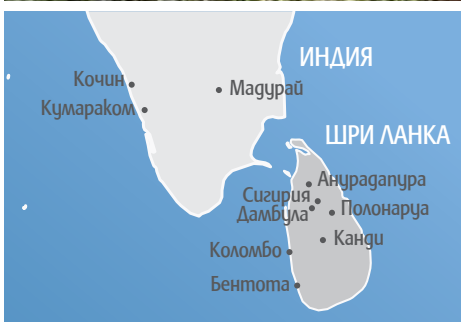 ИНДИЯ
Кочин
Мадурай
Кумараком
ШРИ ЛАНКА
Анурадапура
Сигирия
Дамбула
Полонаруа
Канди
Коломбо
Бентота